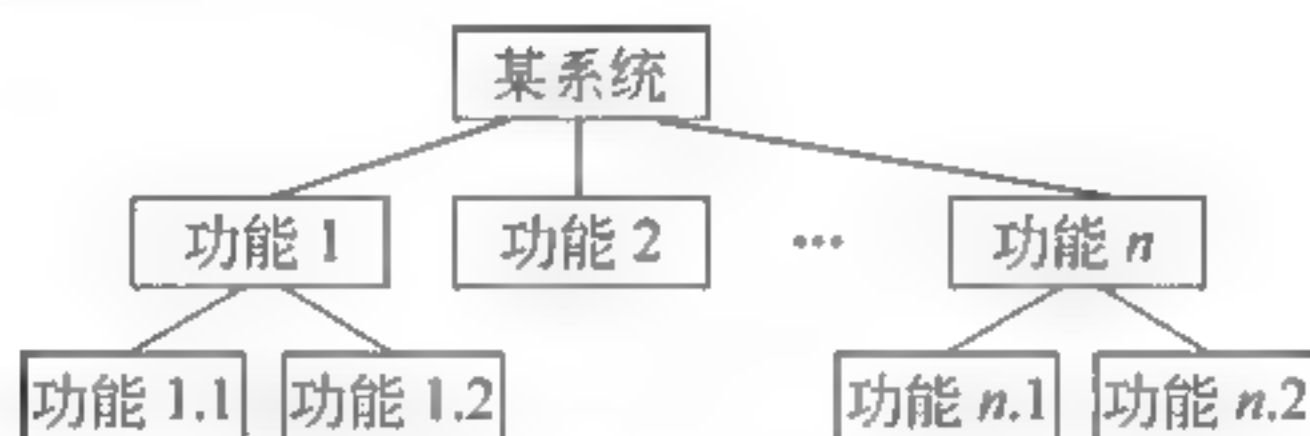 某系统
功能 1 功能 2 ... 功能 n
功能 1.1 功能 1.2 功能 n.1 功能 n.2